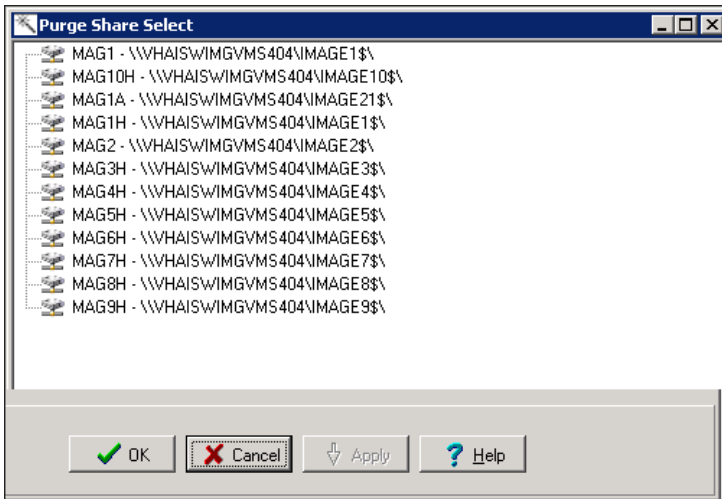 Purge Share Select
MAG1 - \\VHAISWIMGVMS404\IMAGE1$\
MAG10H - \\VHAISWIMGVMS404\IMAGE10$\
MAG1A - \\VHAISWIMGVMS404\IMAGE21$\
MAG1H - \\VHAISWIMGVMS404\IMAGE1$\
MAG2 - \\VHAISWIMGVMS404\IMAGE2$\
MAG3H - \\VHAISWIMGVMS404\IMAGE3$\
MAG4H - \\VHAISWIMGVMS404\IMAGE4$\
MAG5H - \\VHAISWIMGVMS404\IMAGE5$\
MAG6H - \\VHAISWIMGVMS404\IMAGE6$\
MAG7H - \\VHAISWIMGVMS404\IMAGE7$\
MAG8H - \\VHAISWIMGVMS404\IMAGE8$\
MAG9H - \\VHAISWIMGVMS404\IMAGE9$\
OK Cancel Apply Help